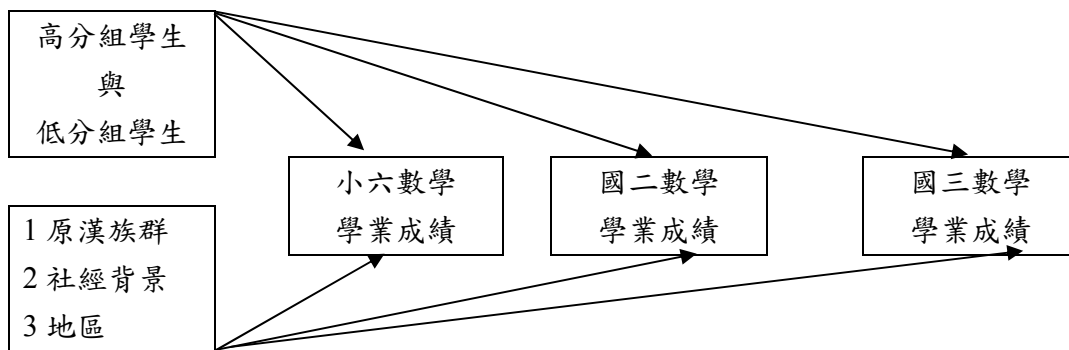 高分組學生
與
低分組學生
小六數學
學業成績
國二數學
學業成績
國三數學
學業成績
1 原漢族群
2 社經背景
3 地區